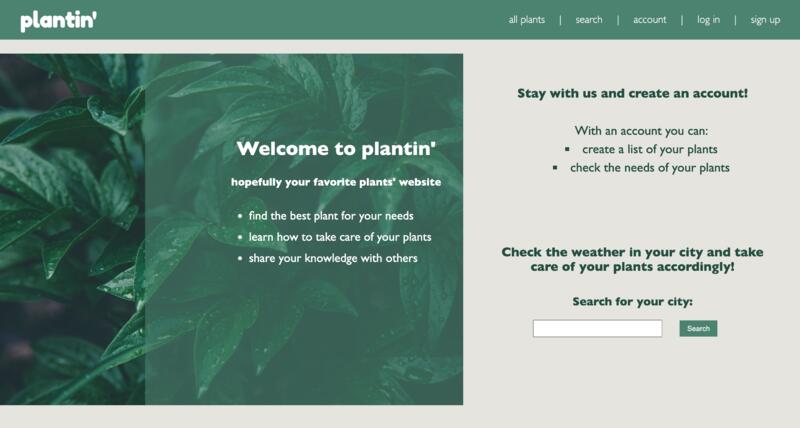 plantin'
all plants | search | account | log in | sign up
Welcome to plantin'
hopefully your favorite plants' website
• find the best plant for your needs
• learn how to take care of your plants
• share your knowledge with others
Stay with us and create an account!
With an account you can:
▪ create a list of your plants
▪ check the needs of your plants
Check the weather in your city and take
care of your plants accordingly!
Search for your city:
Search